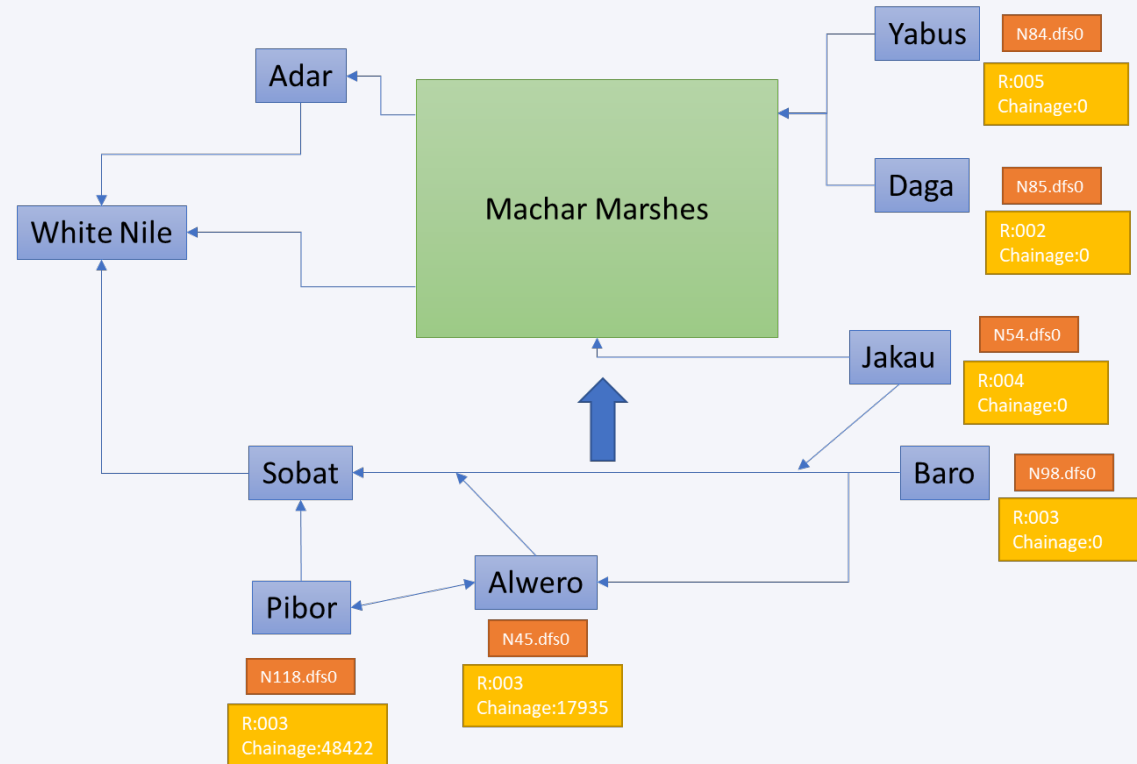 Yabus
N84.dfs0
R:005
Chainage:0
Adar
Machar Marshes
Daga
N85.dfs0
R:002
Chainage:0
White Nile
Jakau
N54.dfs0
R:004
Chainage:0
Sobat
Baro
N98.dfs0
R:003
Chainage:0
Pibor
Alwero
N45.dfs0
R:003
Chainage:17935
N118.dfs0
R:003
Chainage:48422